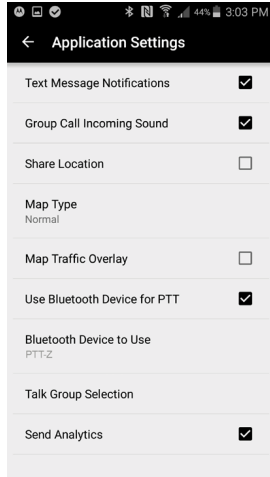 44% 3:03 PM
Application Settings
Text Message Notifications
Group Call Incoming Sound
Share Location
Map Type
Normal
Map Traffic Overlay
Use Bluetooth Device for PTT
Bluetooth Device to Use
PTT-Z
Talk Group Selection
Send Analytics